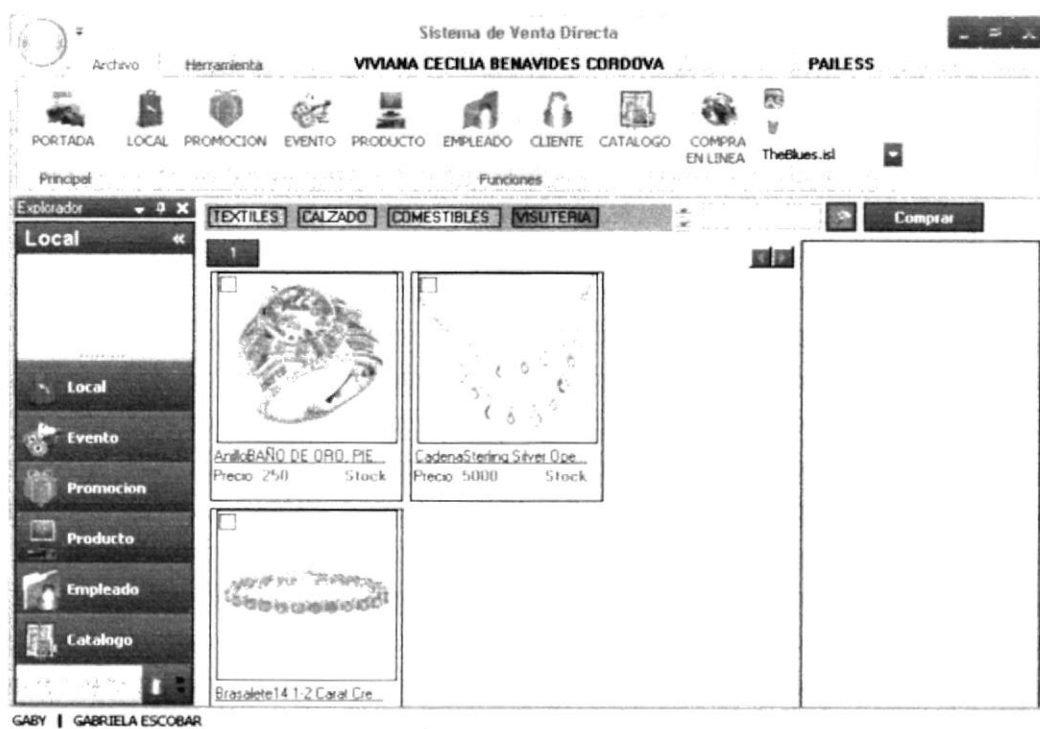 Sistema de Venta Directa
Archivo Herramienta VIVIANA CECILIA BENAVIDES CORDOVA PAILESS
PORTADA LOCAL PROMOCION EVENTO PRODUCTO EMPLEADO CLIENTE CATALOGO COMPRA EN LINEA TheBlues.isl
Principal Funciones
Explorador
TEXTILES CALZADO COMESTIBLES VISUTERIA Comprar
Local
1
Local
Evento
AnilloBAÑO DE ORO, PIE... CadenaSterling Silver Ope...
Precio 250 Stock Precio 5000 Stock
Promocion
Producto
Empleado
Catalogo
Brasalete14 1-2 Carat Cre...
GABY | GABRIELA ESCOBAR